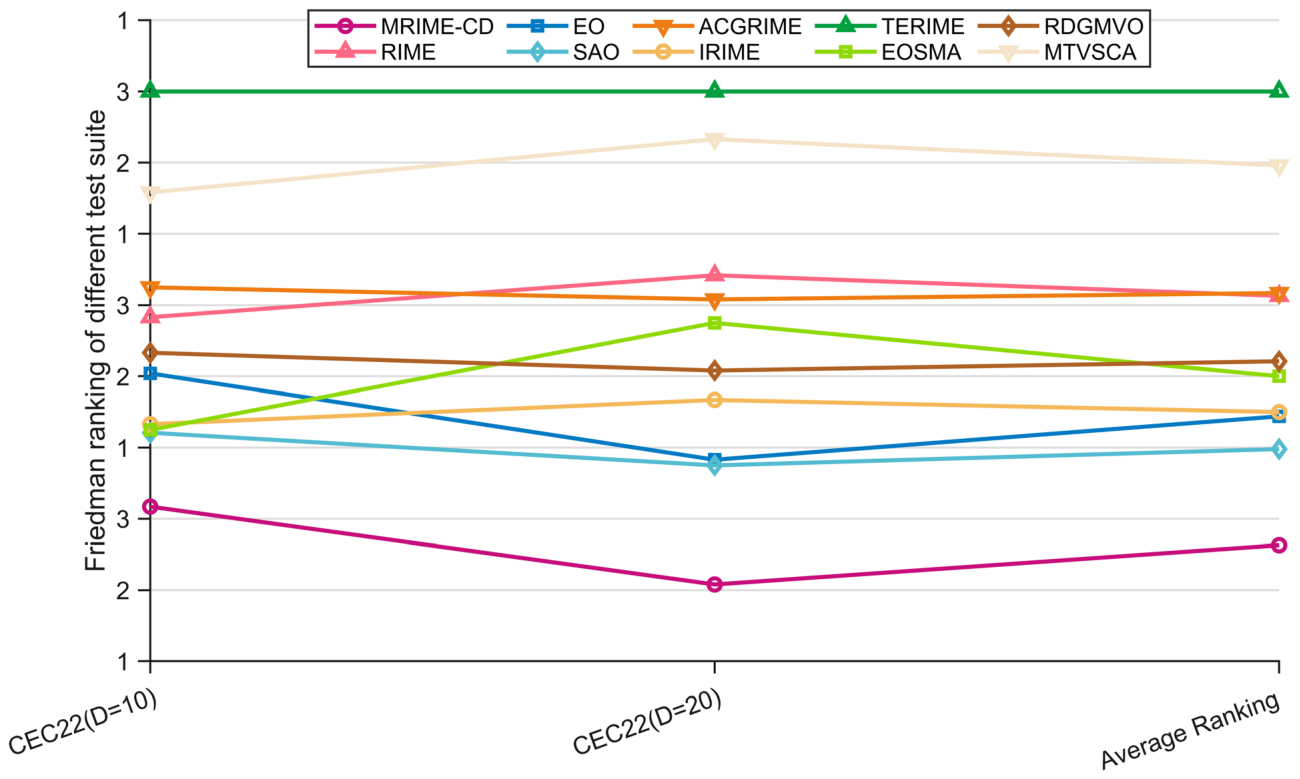 MRIME-CD EO ACGRIME TERIME RDGMVO
RIME SAO IRIME EOSMA MTVSCA
Friedman ranking of different test suite
1
3
2
1
3
2
1
3
2
1
CEC22(D=10) CEC22(D=20) Average Ranking